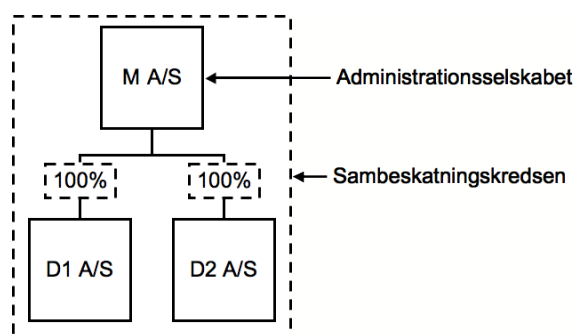 M A/S
Administrationsselskabet
100%
100%
Sambeskatningskredsen
D1 A/S
D2 A/S